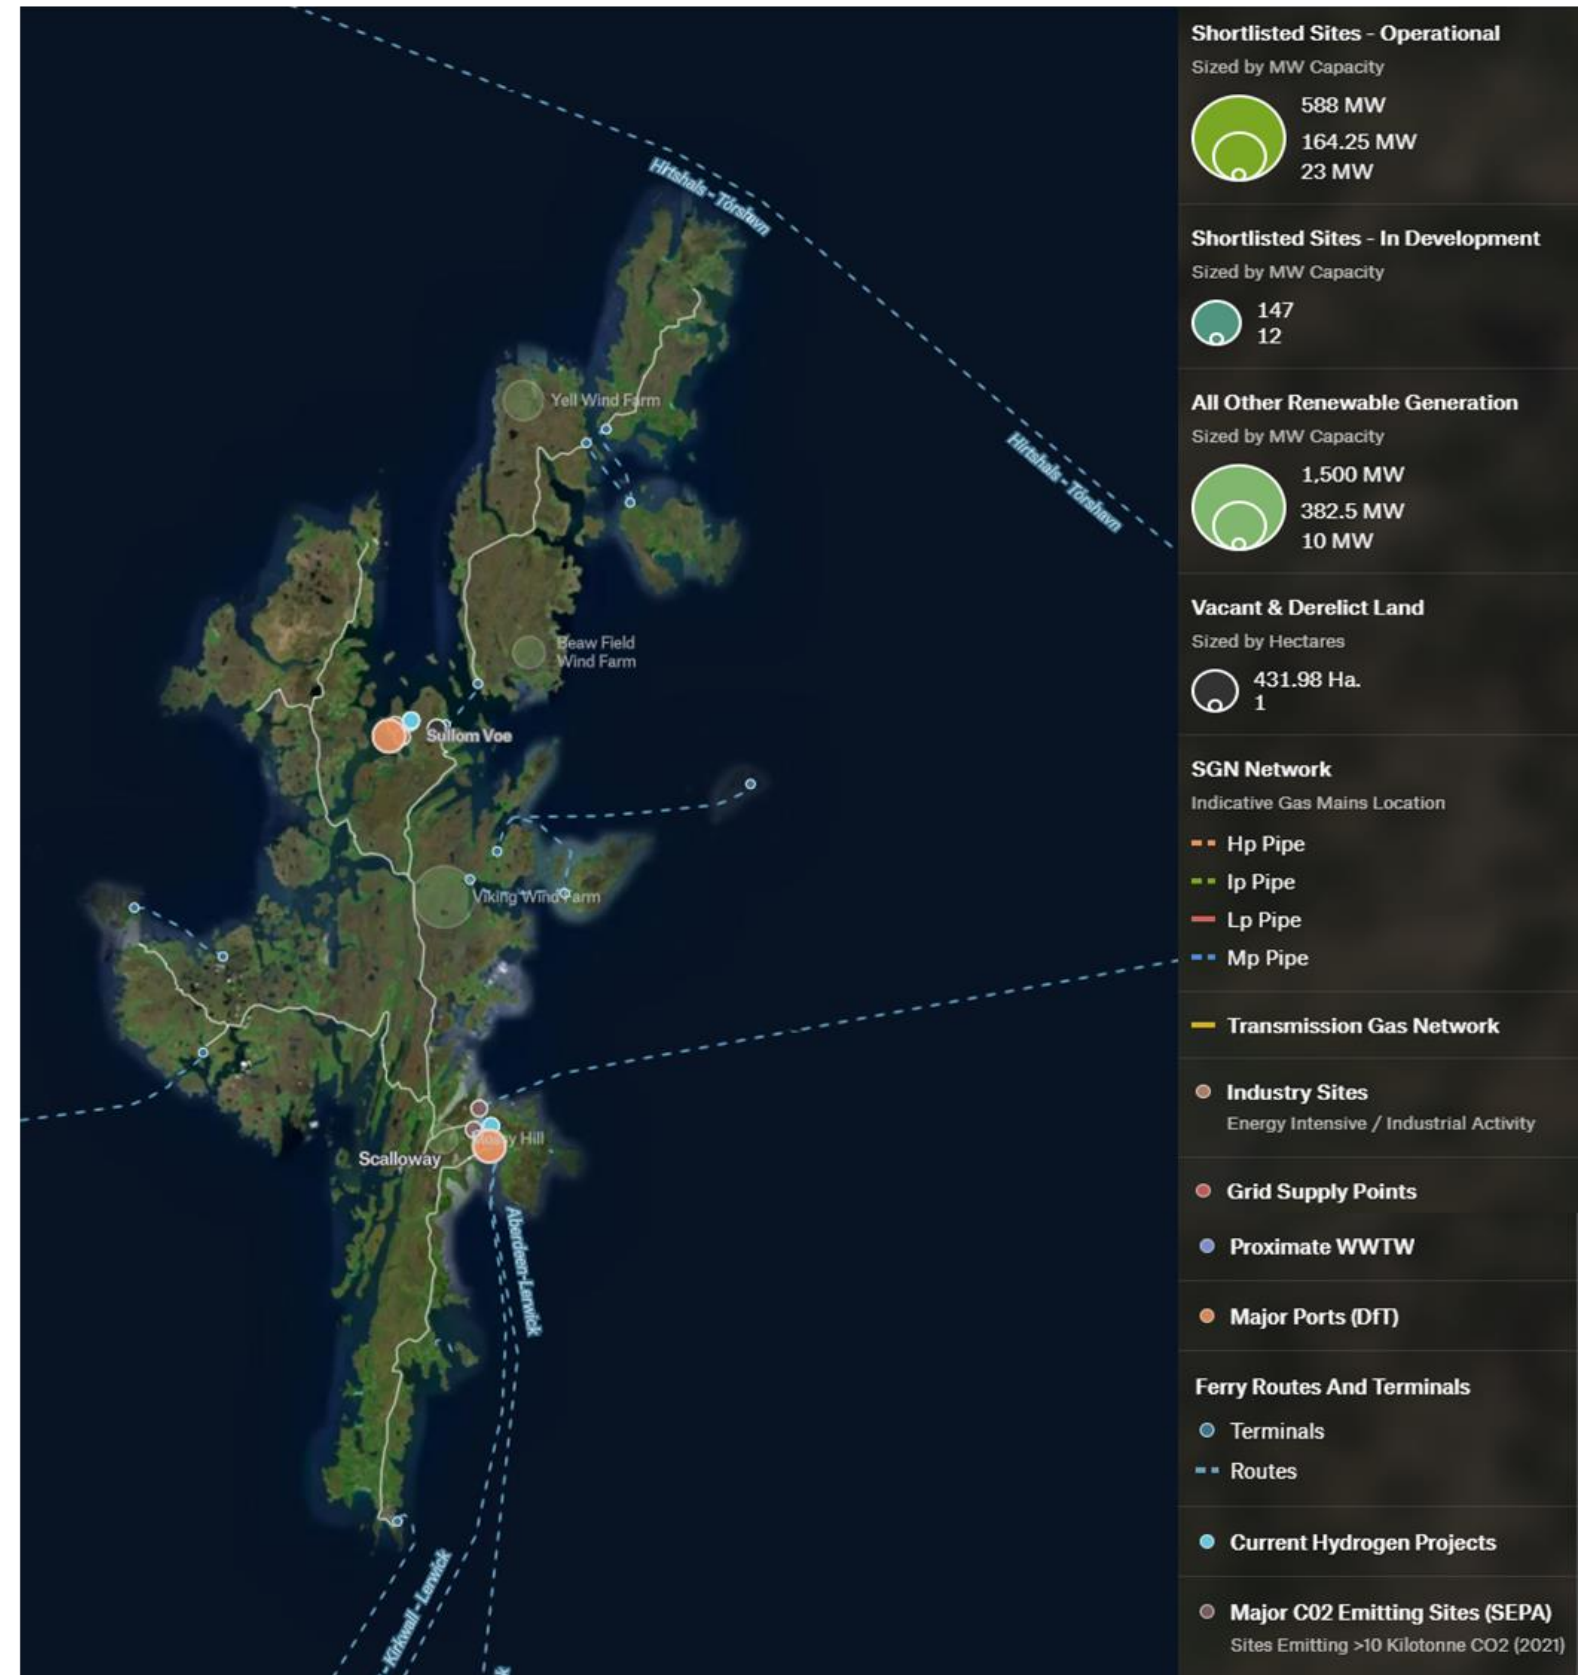 Hirtshals - Tórshavn
Yell Wind Farm
Hirtshals - Tórshavn
Beaw Field
Wind Farm
Sullom Voe
Viking Wind Farm
Hill
Scalloway
Aberdeen-Lerwick
- Kirkwall - Lerwick
k
Shortlisted Sites - Operational
Sized by MW Capacity
588 MW
164.25 MW
23 MW
Shortlisted Sites - In Development
Sized by MW Capacity
147
12
All Other Renewable Generation
Sized by MW Capacity
1,500 MW
382.5 MW
10 MW
Vacant & Derelict Land
Sized by Hectares
431.98 Ha.
1
SGN Network
Indicative Gas Mains Location
Hp Pipe
Ip Pipe
Lp Pipe
Mp Pipe
Transmission Gas Network
Industry Sites
Energy Intensive / Industrial Activity
Grid Supply Points
Proximate WWTW
Major Ports (DfT)
Ferry Routes And Terminals
Terminals
Routes
Current Hydrogen Projects
Major C02 Emitting Sites (SEPA)
Sites Emitting >10 Kilotonne CO2 (2021)